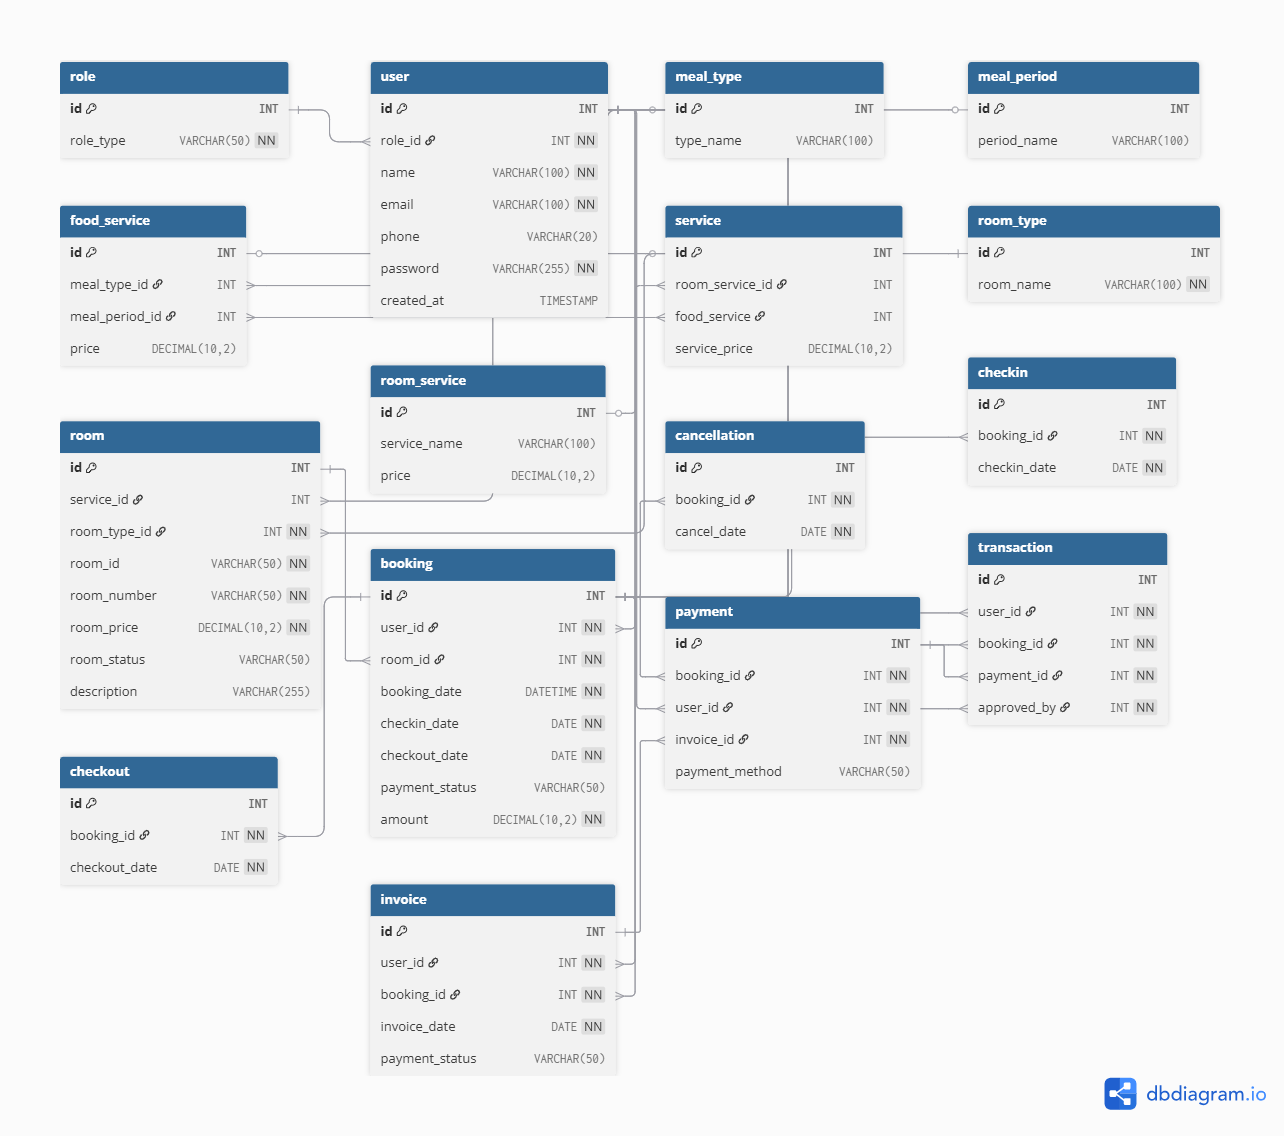 role
id INT
role_type VARCHAR(50) NN
user
id INT
role_id INT NN
name VARCHAR(100) NN
email VARCHAR(100) NN
phone VARCHAR(20)
password VARCHAR(255) NN
created_at TIMESTAMP
meal_type
id INT
type_name VARCHAR(100)
meal_period
id INT
period_name VARCHAR(100)
food_service
id INT
meal_type_id INT
meal_period_id INT
price DECIMAL(10,2)
service
id INT
room_service_id INT
food_service INT
service_price DECIMAL(10,2)
room_type
id INT
room_name VARCHAR(100) NN
room_service
id INT
service_name VARCHAR(100)
price DECIMAL(10,2)
checkin
id INT
booking_id INT NN
checkin_date DATE NN
room
id INT
service_id INT
room_type_id INT NN
room_id VARCHAR(50) NN
room_number VARCHAR(50) NN
room_price DECIMAL(10,2) NN
room_status VARCHAR(50)
description VARCHAR(255)
cancellation
id INT
booking_id INT NN
cancel_date DATE NN
booking
id INT
user_id INT NN
room_id INT NN
booking_date DATETIME NN
checkin_date DATE NN
checkout_date DATE NN
payment_status VARCHAR(50)
amount DECIMAL(10,2) NN
payment
id INT
booking_id INT NN
user_id INT NN
invoice_id INT NN
payment_method VARCHAR(50)
transaction
id INT
user_id INT NN
booking_id INT NN
payment_id INT NN
approved_by INT NN
checkout
id INT
booking_id INT NN
checkout_date DATE NN
invoice
id INT
user_id INT NN
booking_id INT NN
invoice_date DATE NN
payment_status VARCHAR(50)
dbdiagram.io